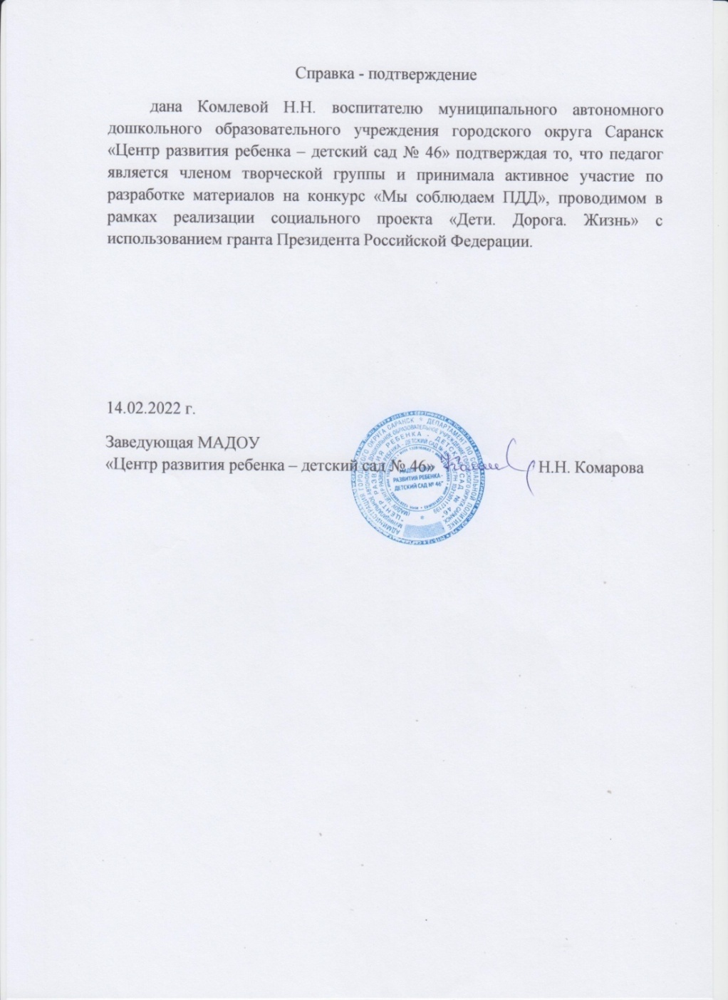 Справка - подтверждение
дана Комлевой Н.Н. воспитателю муниципального автономного
дошкольного образовательного учреждения городского округа Саранск
«Центр развития ребенка – детский сад № 46» подтверждая то, что педагог
является членом творческой группы и принимала активное участие по
разработке материалов на конкурс «Мы соблюдаем ПДД», проводимом в
рамках реализации социального проекта «Дети. Дорога. Жизнь» с
использованием гранта Президента Российской Федерации.
14.02.2022 г.
Заведующая МАДОУ
«Центр развития ребенка – детский сад № 46» Н.Н. Комарова
РАЗВИТИЯ РЕБЕНКА-
ДЕТСКИЙ САД № 46"